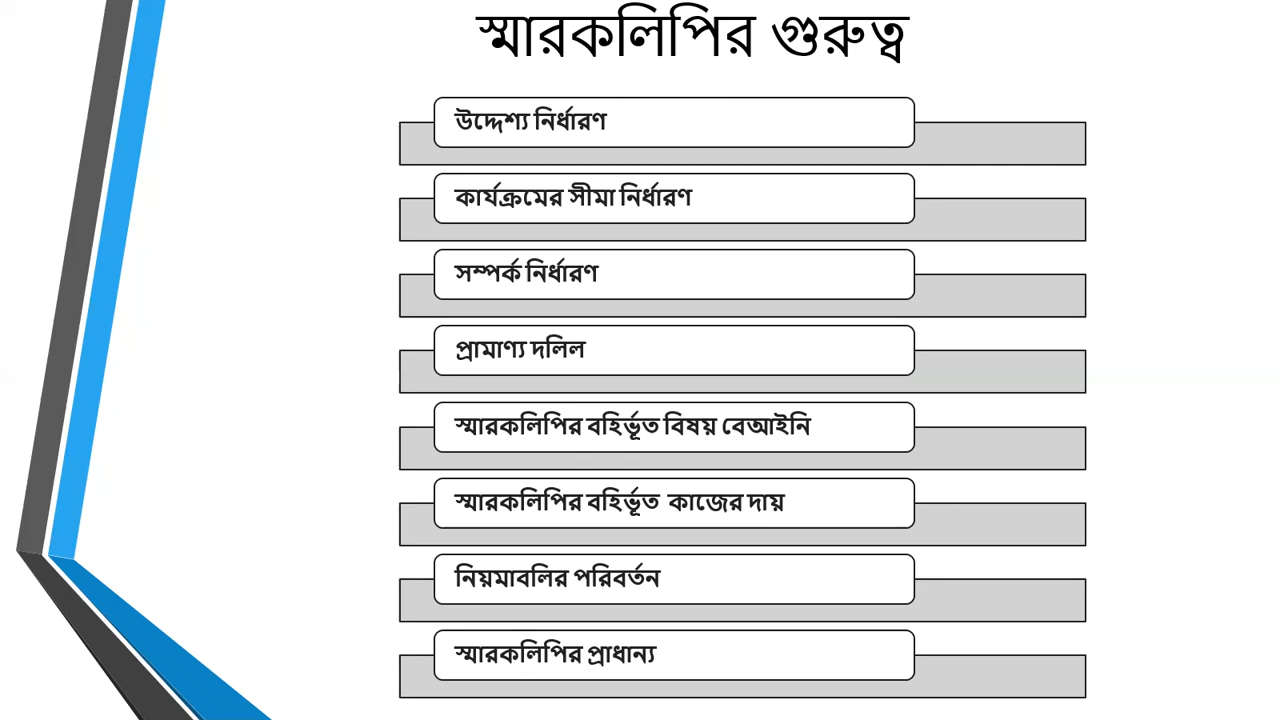 স্মারকলিপির গুরুত্ব
উদ্দেশ্য নির্ধারণ
কার্যক্রমের সীমা নির্ধারণ
সম্পর্ক নির্ধারণ
প্রামাণ্য দলিল
স্মারকলিপির বহির্ভূত বিষয় বেআইনি
স্মারকলিপির বহির্ভূত কাজের দায়
নিয়মাবলির পরিবর্তন
স্মারকলিপির প্রাধান্য